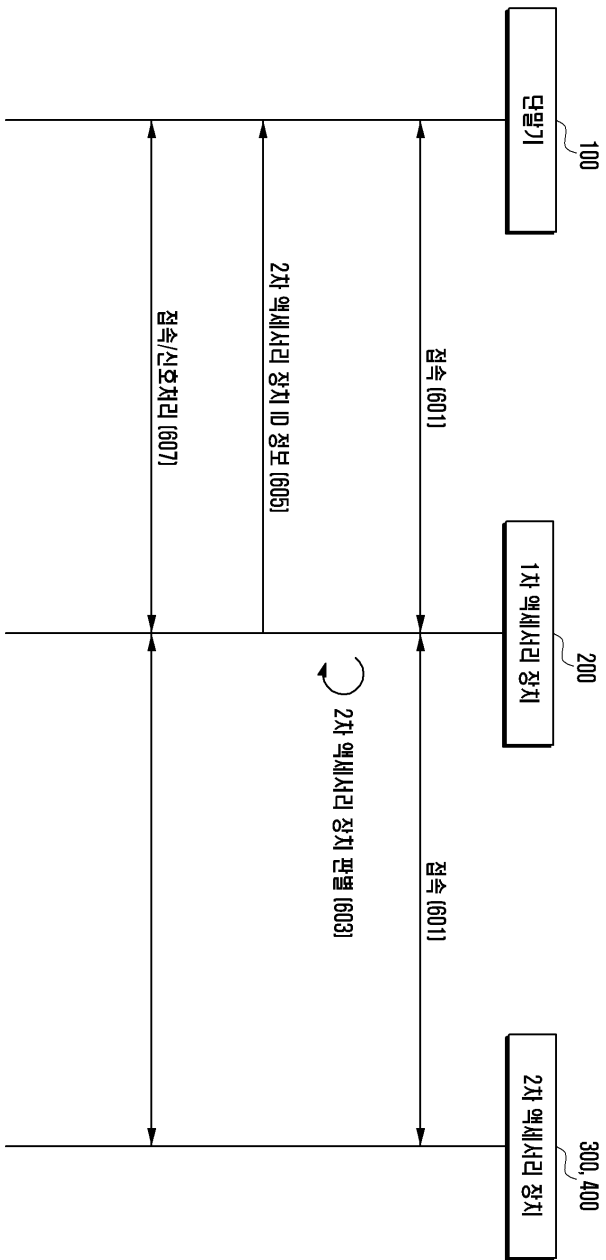 100
단말기
200
1차 액세서리 장치
300, 400
2차 액세서리 장치
접속 (601)
접속 (601)
2차 액세서리 장치 판별 (603)
2차 액세서리 장치 ID 정보 (605)
접속/신호처리 (607)